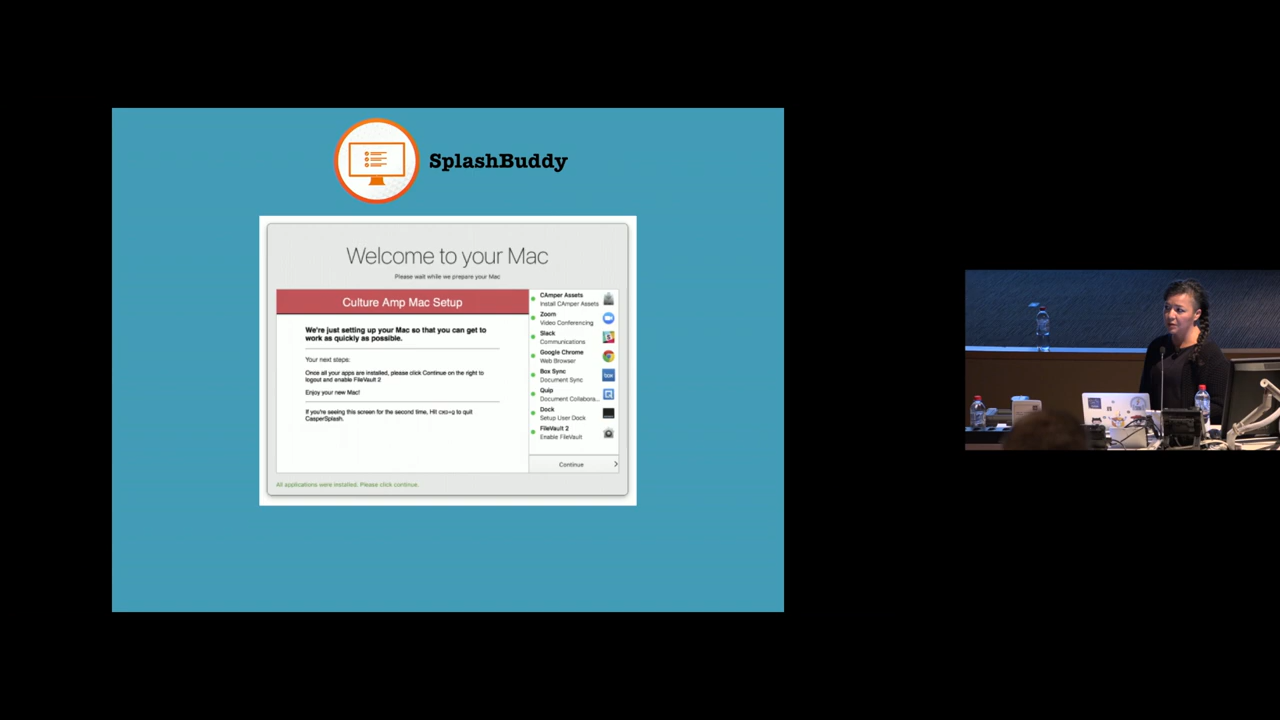 SplashBuddy
Welcome to your Mac
Please wait while we prepare your Mac
Culture Amp Mac Setup
We're just setting up your Mac so that you can get to
work as quickly as possible.
Your next steps:
Once all your apps are installed, please click Continue on the right to
logout and enable FileVault 2
Enjoy your new Mac!
If you're seeing this screen for the second time, Hit
to quit
CasperSplash.
CAmper Assets
Install CAmper Assets
Zoom
Video Conferencing
Slack
Communications
Google Chrome
Web Browser
Box Sync
Document Sync
box
Quip
Document Collabora...
Dock
Setup User Dock
FileVault 2
Enable FileVault
Continue
All applications were installed. Please click continue.